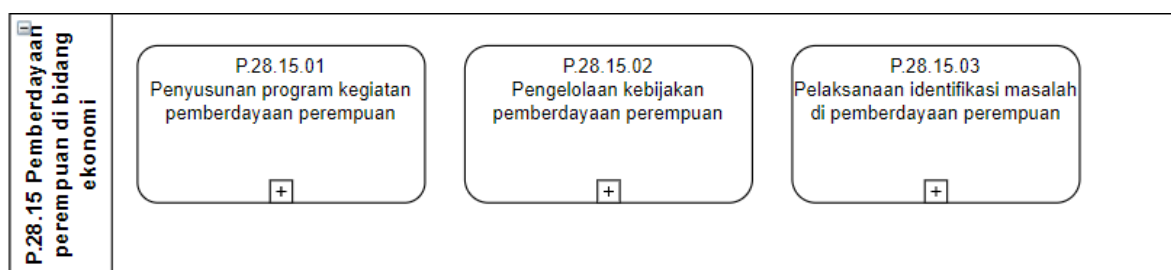 P.28.15 Pemberdayaan
perempuan di bidang
ekonomi
P.28.15.01
Penyusunan program kegiatan
pemberdayaan perempuan
+
P.28.15.02
Pengelolaan kebijakan
pemberdayaan perempuan
+
P.28.15.03
Pelaksanaan identifikasi masalah
di pemberdayaan perempuan
+